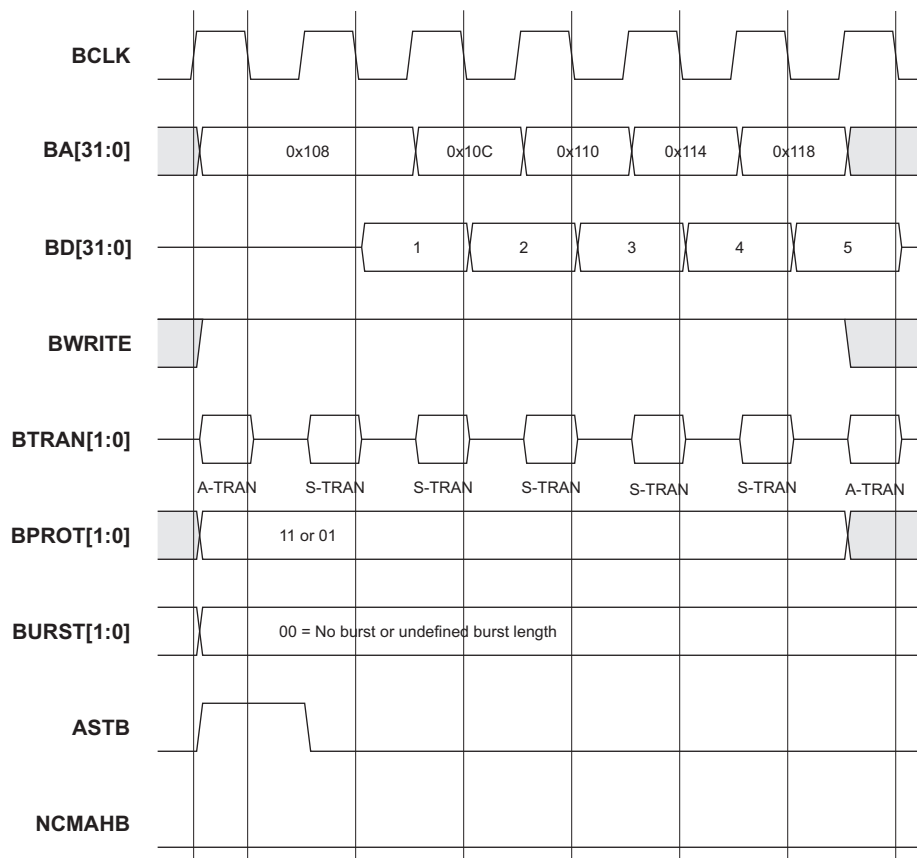 BCLK
BA[31:0] 0x108 0x10C 0x110 0x114 0x118
BD[31:0] 1 2 3 4 5
BWRITE
BTRAN[1:0]
A-TRAN S-TRAN S-TRAN S-TRAN S-TRAN S-TRAN A-TRAN
BPROT[1:0] 11 or 01
BURST[1:0] 00 = No burst or undefined burst length
ASTB
NCMAHB